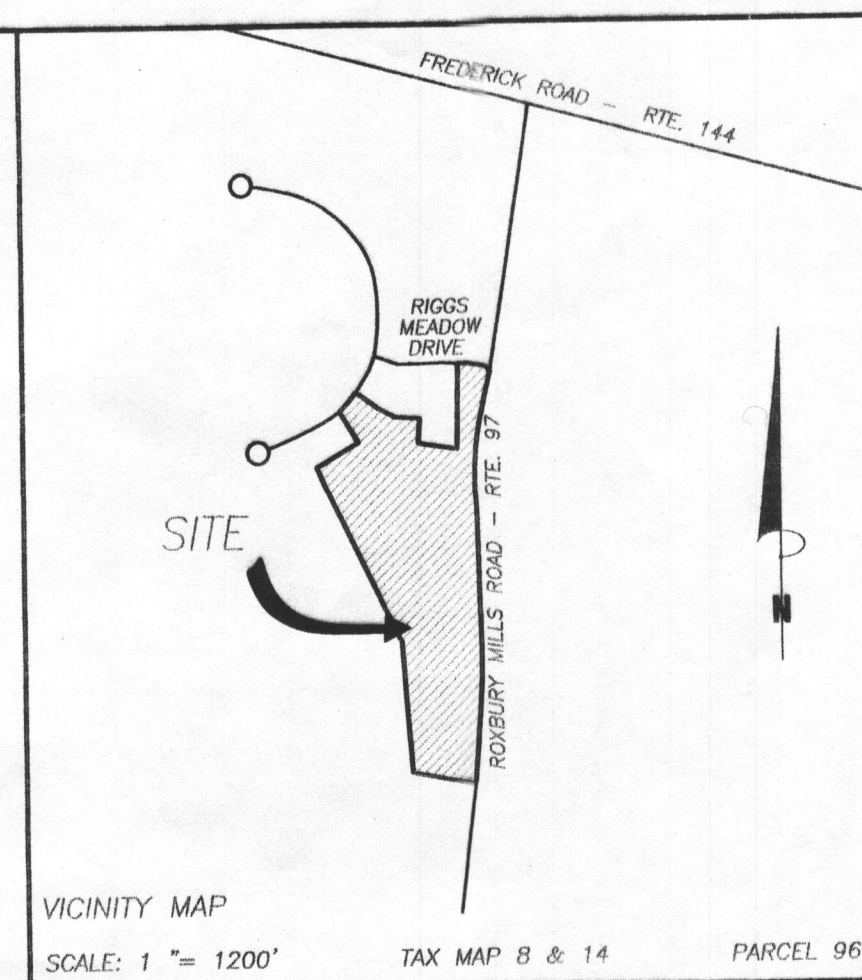 FREDERICK ROAD - RTE. 144
RIGGS
MEADOW
DRIVE
ROXBURY MILLS ROAD - RTE. 97
SITE
N
VICINITY MAP
SCALE: 1 "= 1200'
TAX MAP 8 & 14
PARCEL 96